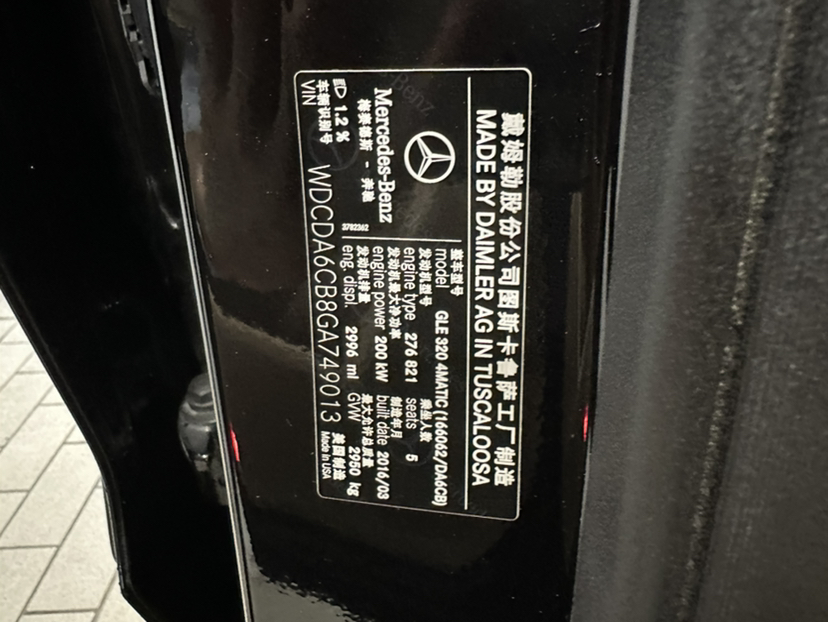 戴姆勒股份公司图斯卡鲁萨工厂制造
MADE BY DAIMLER AG IN TUSCALOOSA
Mercedes-Benz
梅赛德斯 - 奔驰
3782362
整车型号
model GLE 320 4MATIC (166062/DA6CB)
发动机型号 乘坐人数
engine type 276 821 seats 5
发动机最大净功率 制造年月
engine power 200 kW built date 2016/03
发动机排量 最大允许总质量
eng. displ. 2996 ml GVW 2950 kg
1.2 %
车辆识别号
VIN WDCDA6CB8GA749013
美国制造
Made in USA